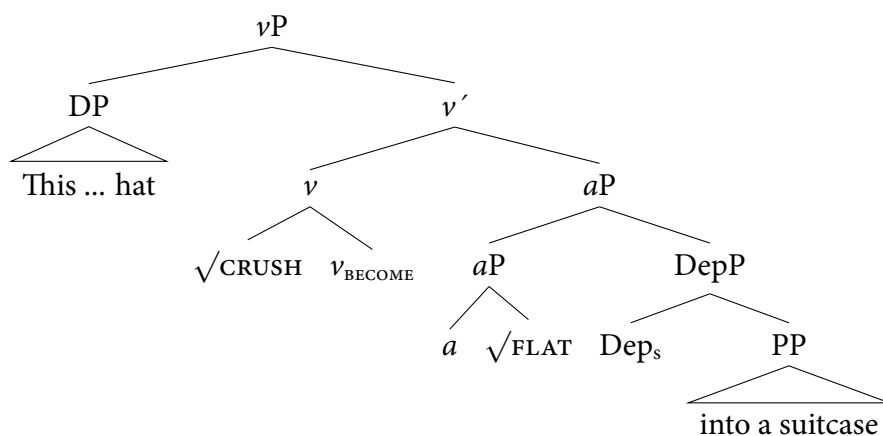 vP
DP v′
This ... hat
v aP
√CRUSH vBECOME
aP DepP
a √FLAT Deps PP
into a suitcase